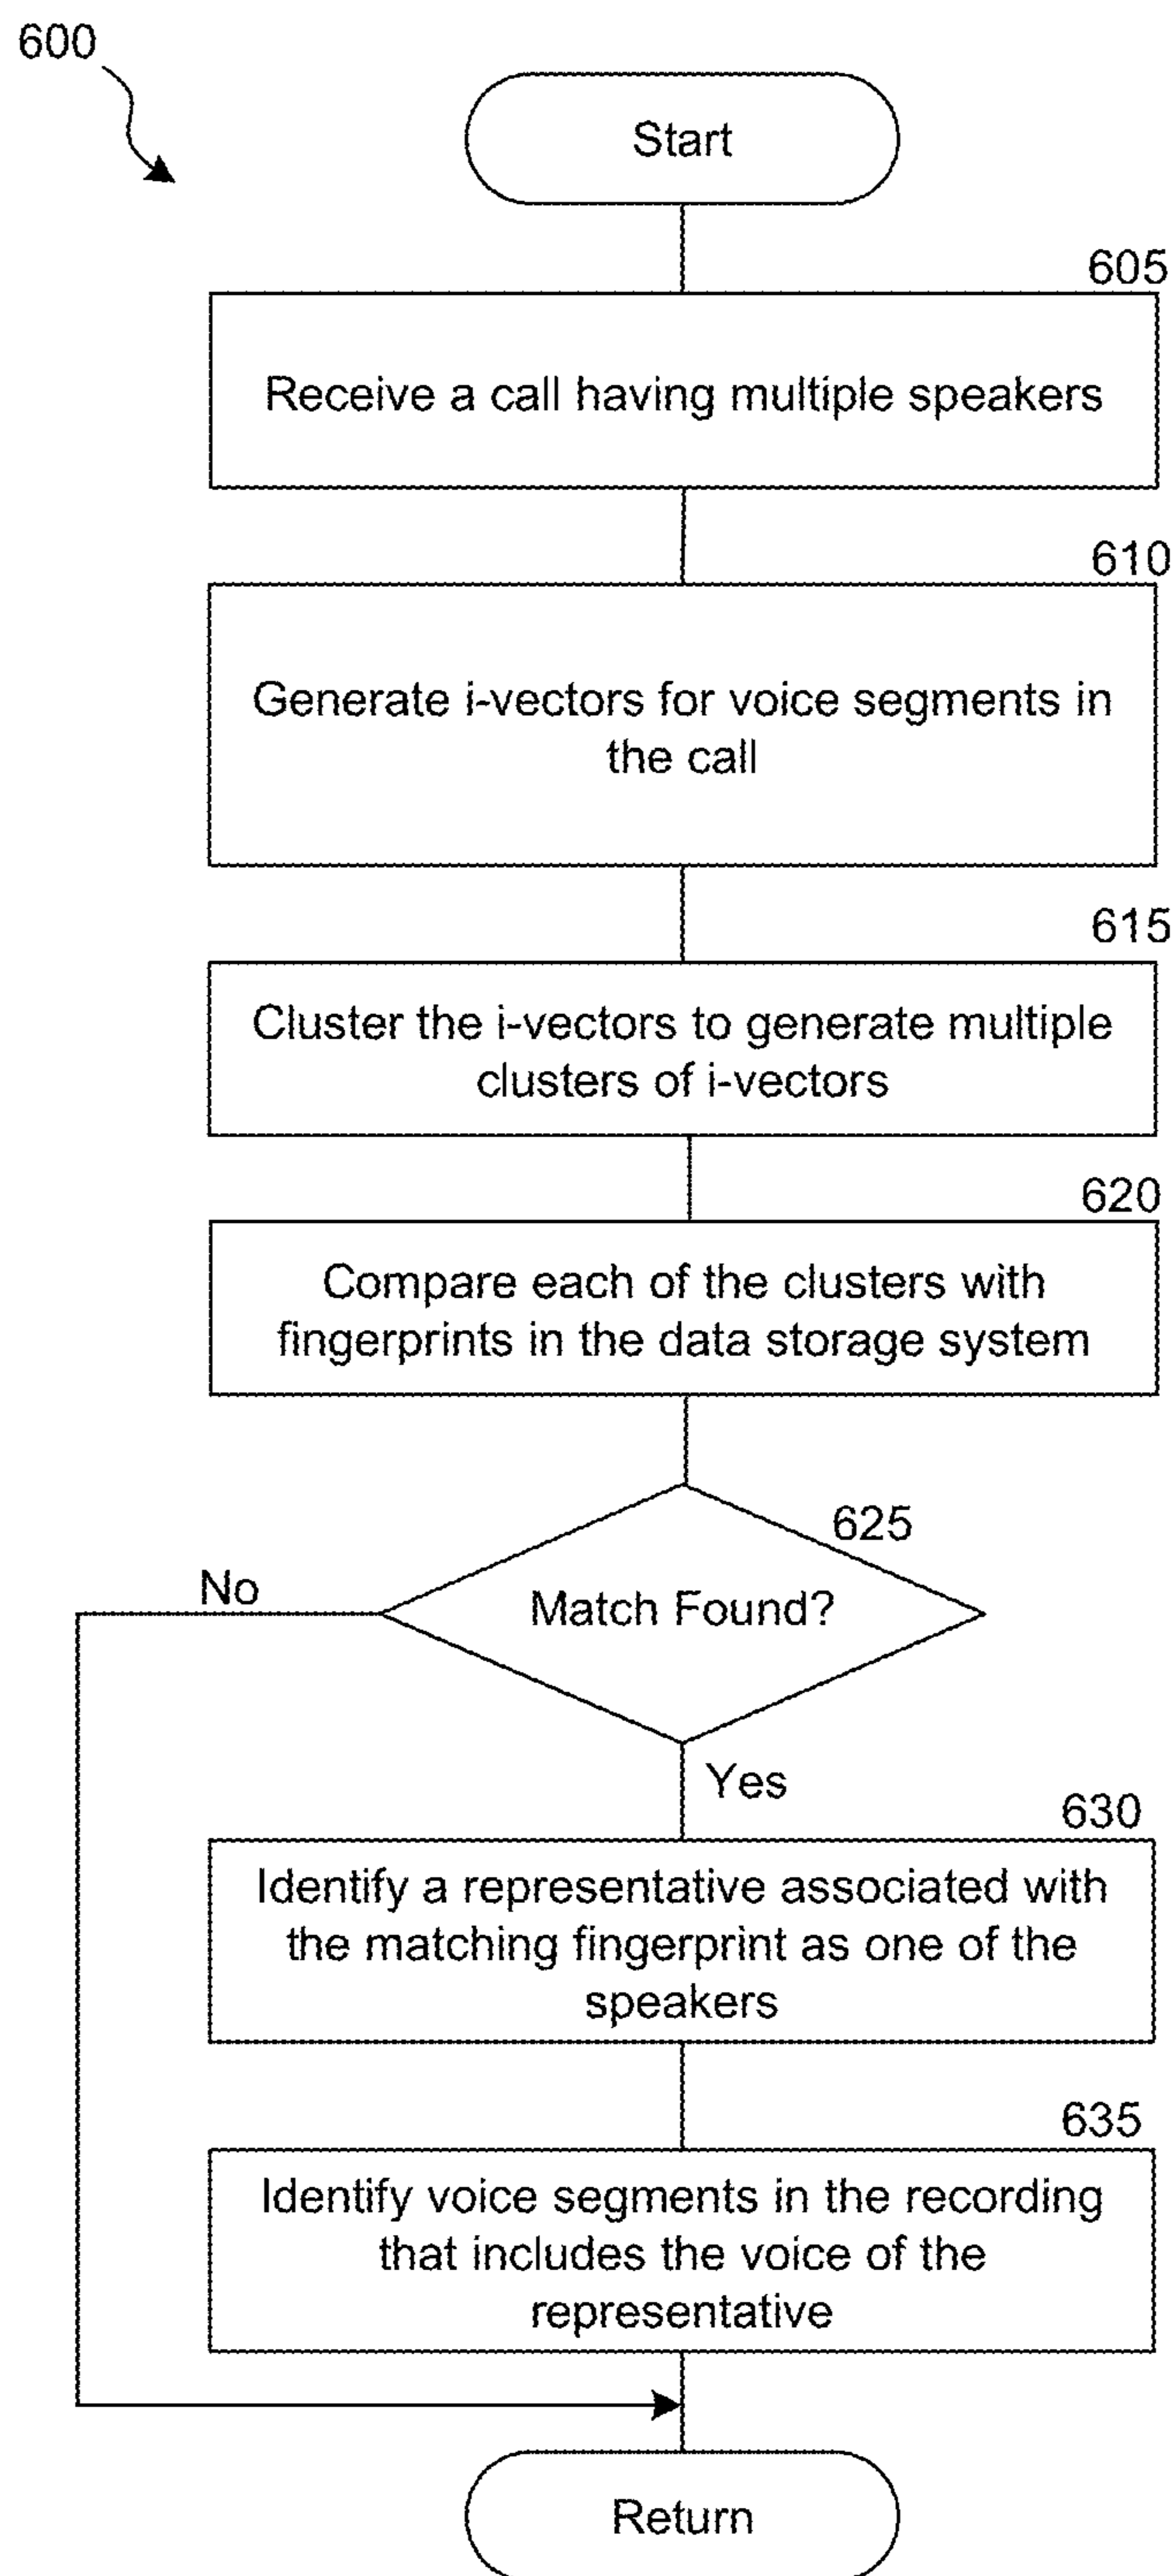 600
Start
605
Receive a call having multiple speakers
610
Generate i-vectors for voice segments in
the call
615
Cluster the i-vectors to generate multiple
clusters of i-vectors
620
Compare each of the clusters with
fingerprints in the data storage system
625
No
Match Found?
Yes
630
Identify a representative associated with
the matching fingerprint as one of the
speakers
635
Identify voice segments in the recording
that includes the voice of the
representative
Return